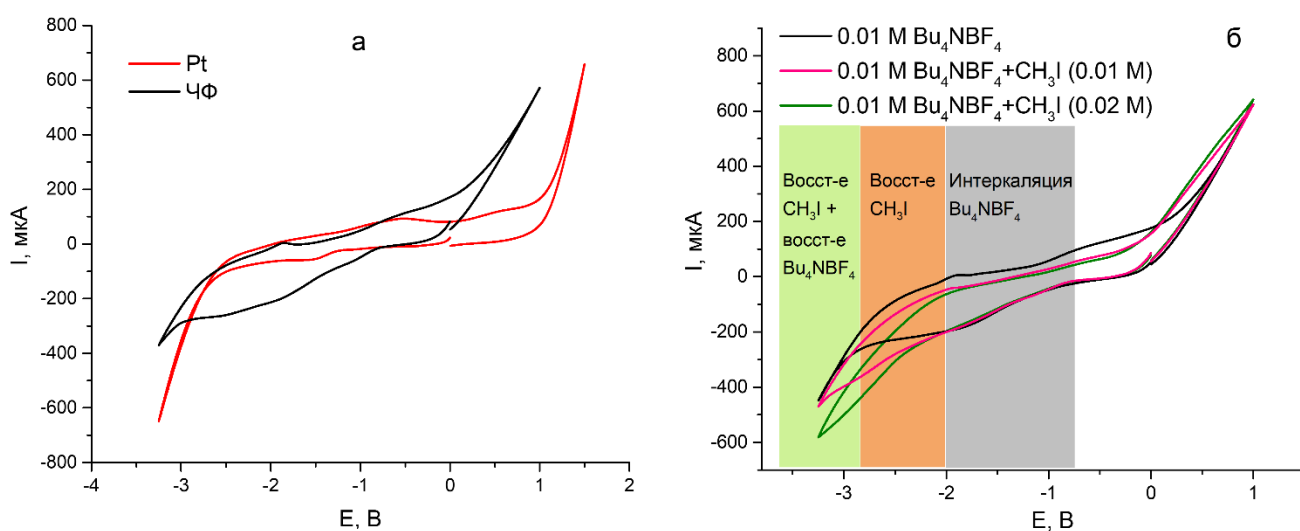 а
Pt
ЧФ
I, мкА
800
600
400
200
0
-200
-400
-600
-800
-4
-3
-2
-1
0
1
2
E, В
б
0.01 M Bu₄NBF₄
0.01 M Bu₄NBF₄+CH₃I (0.01 M)
0.01 M Bu₄NBF₄+CH₃I (0.02 M)
Восст-е
CH₃I +
восст-е
Bu₄NBF₄
Восст-е
CH₃I
Интеркаляция
Bu₄NBF₄
I, мкА
800
600
400
200
0
-200
-400
-600
-3
-2
-1
0
1
E, В